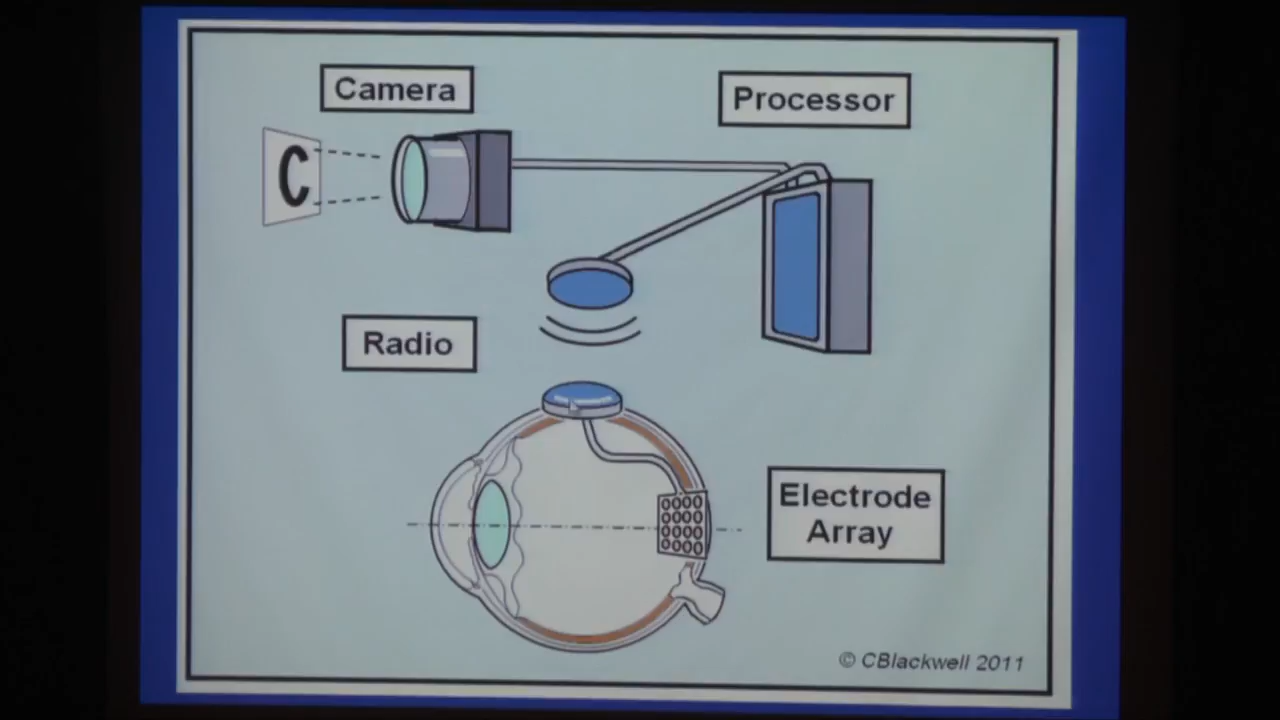 Camera
Processor
C
Radio
Electrode
Array
© CBlackwell 2011